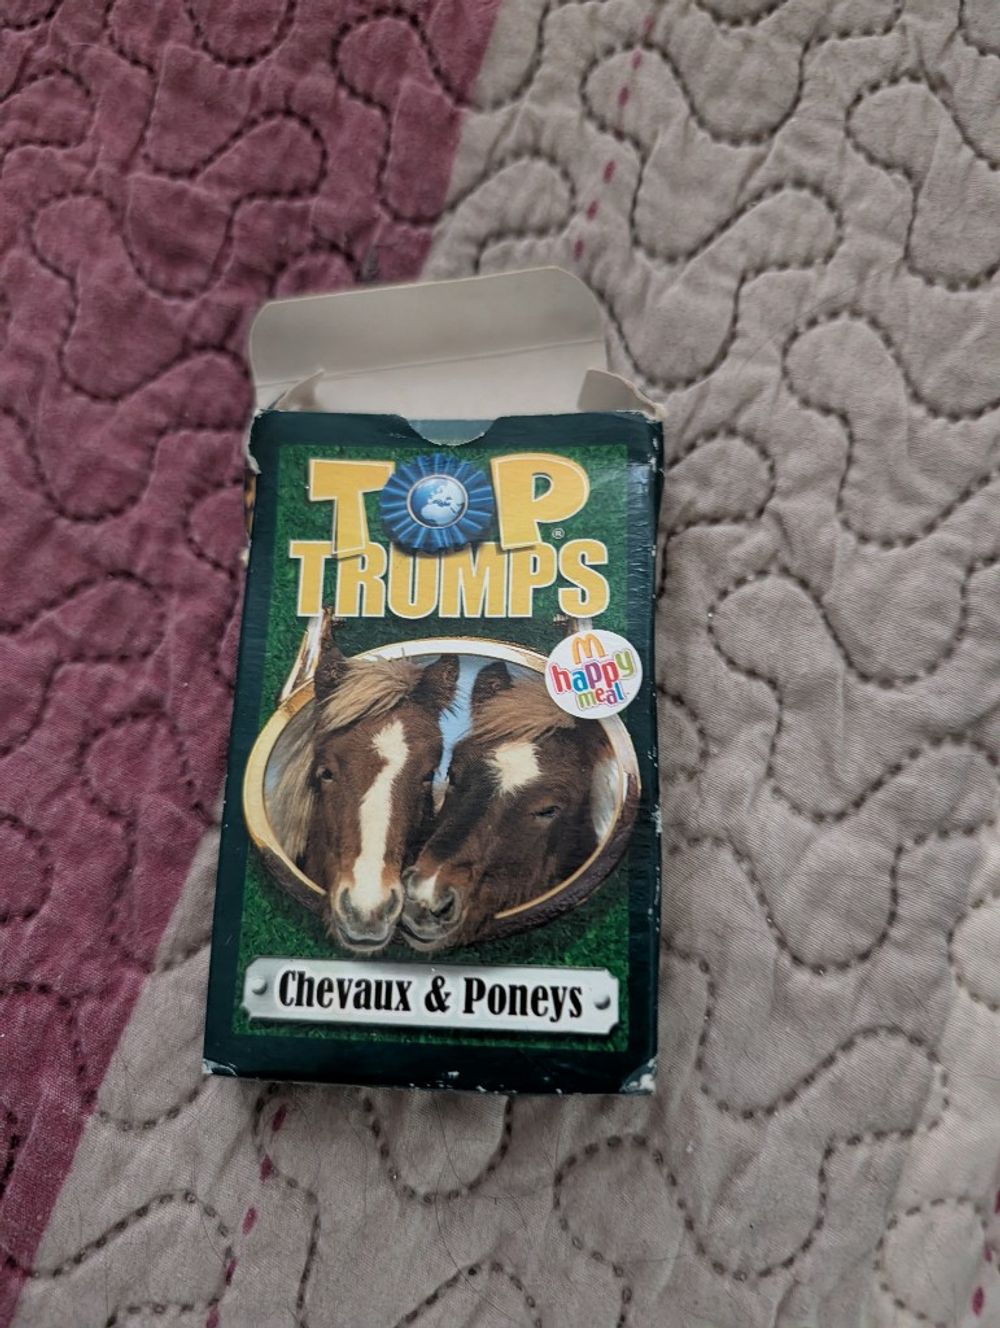 TOP
TRUMPS
®
happy
meal
Chevaux & Poneys